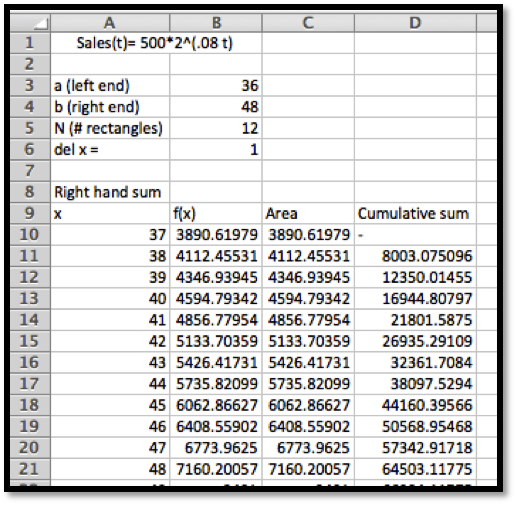 A B C D
1 Sales(t)= 500*2^(.08 t)
2
3 a (left end) 36
4 b (right end) 48
5 N (# rectangles) 12
6 del x = 1
7
8 Right hand sum
9 x f(x) Area Cumulative sum
10 37 3890.61979 3890.61979 -
11 38 4112.45531 4112.45531 8003.075096
12 39 4346.93945 4346.93945 12350.01455
13 40 4594.79342 4594.79342 16944.80797
14 41 4856.77954 4856.77954 21801.5875
15 42 5133.70359 5133.70359 26935.29109
16 43 5426.41731 5426.41731 32361.7084
17 44 5735.82099 5735.82099 38097.5294
18 45 6062.86627 6062.86627 44160.39566
19 46 6408.55902 6408.55902 50568.95468
20 47 6773.9625 6773.9625 57342.91718
21 48 7160.20057 7160.20057 64503.11775